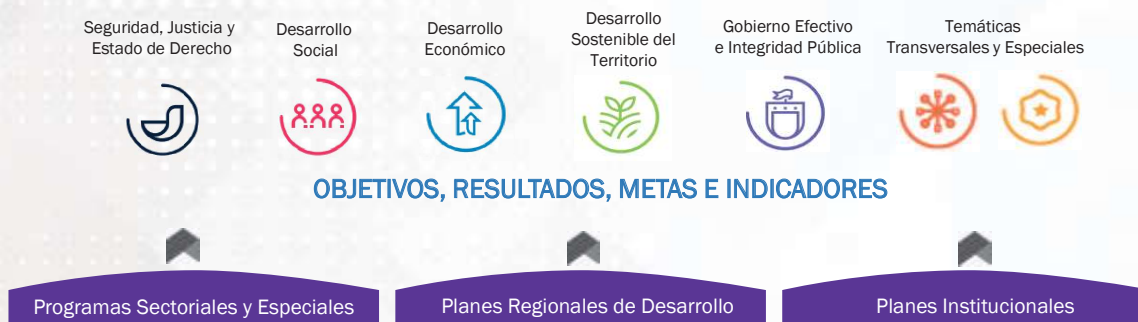 Seguridad, Justicia y
Estado de Derecho
Desarrollo
Social
Desarrollo
Económico
Desarrollo
Sostenible del
Territorio
Gobierno Efectivo
e Integridad Pública
Temáticas
Transversales y Especiales
OBJETIVOS, RESULTADOS, METAS E INDICADORES
Programas Sectoriales y Especiales
Planes Regionales de Desarrollo
Planes Institucionales